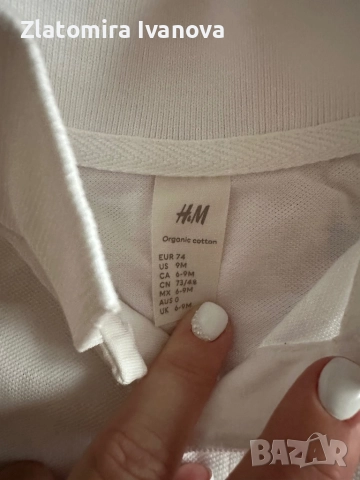 Zlatomira Ivanova
H&M
Organic cotton
EUR 74
US 9M
CA 6-9M
CN 73/48
MX 6-9M
AUS 0
UK 6-9M
BAZAR